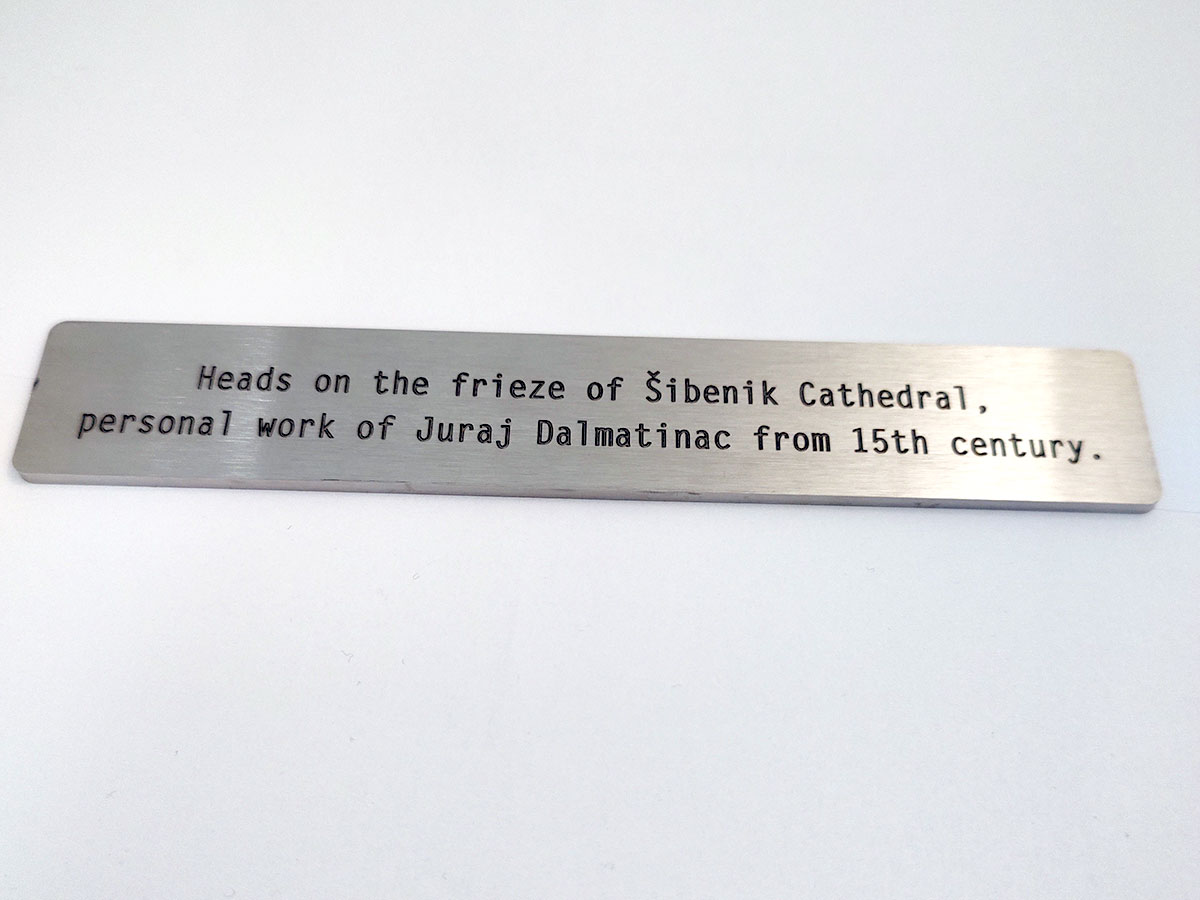 Heads on the frieze of Šibenik Cathedral,
personal work of Juraj Dalmatinac from 15th century.